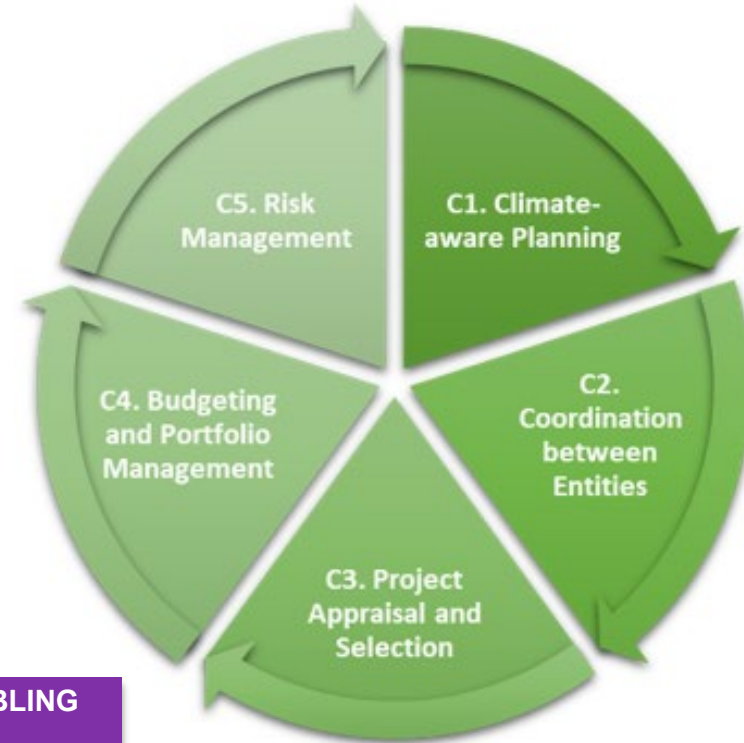 C5. Risk
Management
C1. Climate-
aware Planning
C2.
Coordination
between
Entities
C3. Project
Appraisal and
Selection
C4. Budgeting
and Portfolio
Management